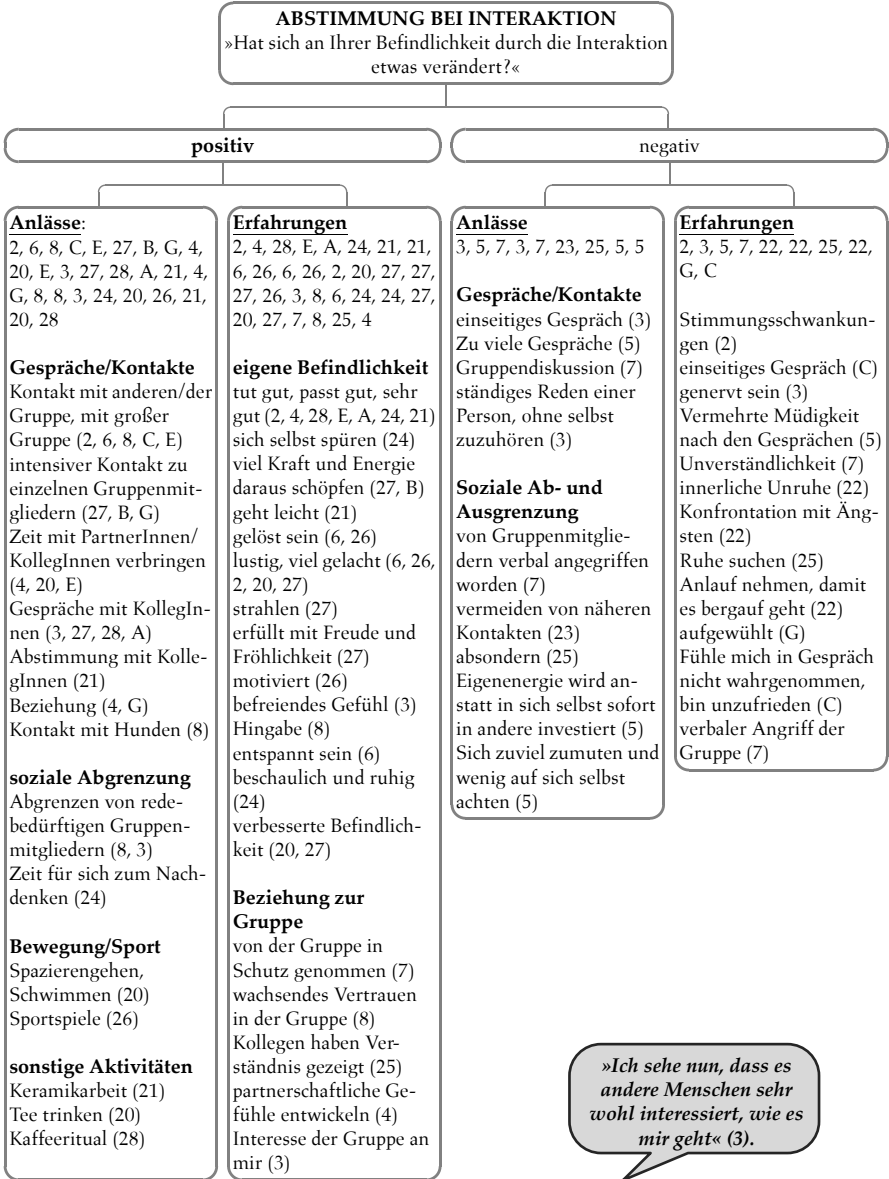 ABSTIMMUNG BEI INTERAKTION
»Hat sich an Ihrer Befindlichkeit durch die Interaktion
etwas verändert?«
positiv
negativ
Anlässe:
2, 6, 8, C, E, 27, B, G, 4,
20, E, 3, 27, 28, A, 21, 4,
G, 8, 8, 3, 24, 20, 26, 21,
20, 28
Gespräche/Kontakte
Kontakt mit anderen/der
Gruppe, mit großer
Gruppe (2, 6, 8, C, E)
intensiver Kontakt zu
einzelnen Gruppenmit-
gliedern (27, B, G)
Zeit mit PartnerInnen/
KollegInnen verbringen
(4, 20, E)
Gespräche mit KollegIn-
nen (3, 27, 28, A)
Abstimmung mit Kolle-
gInnen (21)
Beziehung (4, G)
Kontakt mit Hunden (8)
soziale Abgrenzung
Abgrenzen von rede-
bedürftigen Gruppen-
mitgliedern (8, 3)
Zeit für sich zum Nach-
denken (24)
Bewegung/Sport
Spazierengehen,
Schwimmen (20)
Sportspiele (26)
sonstige Aktivitäten
Keramikarbeit (21)
Tee trinken (20)
Kaffeeritual (28)
Erfahrungen
2, 4, 28, E, A, 24, 21, 21,
6, 26, 6, 26, 2, 20, 27, 27,
27, 26, 3, 8, 6, 24, 24, 27,
20, 27, 7, 8, 25, 4
eigene Befindlichkeit
tut gut, passt gut, sehr
gut (2, 4, 28, E, A, 24, 21)
sich selbst spüren (24)
viel Kraft und Energie
daraus schöpfen (27, B)
geht leicht (21)
gelöst sein (6, 26)
lustig, viel gelacht (6, 26,
2, 20, 27)
strahlen (27)
erfüllt mit Freude und
Fröhlichkeit (27)
motiviert (26)
befreiendes Gefühl (3)
Hingabe (8)
entspannt sein (6)
beschaulich und ruhig
(24)
verbesserte Befindlich-
keit (20, 27)
Beziehung zur
Gruppe
von der Gruppe in
Schutz genommen (7)
wachsendes Vertrauen
in der Gruppe (8)
Kollegen haben Ver-
ständnis gezeigt (25)
partnerschaftliche Ge-
fühle entwickeln (4)
Interesse der Gruppe an
mir (3)
Anlässe
3, 5, 7, 3, 7, 23, 25, 5, 5
Gespräche/Kontakte
einseitiges Gespräch (3)
Zu viele Gespräche (5)
Gruppendiskussion (7)
ständiges Reden einer
Person, ohne selbst
zuzuhören (3)
Soziale Ab- und
Ausgrenzung
von Gruppenmitglie-
dern verbal angegriffen
worden (7)
vermeiden von näheren
Kontakten (23)
absondern (25)
Eigenenergie wird an-
statt in sich selbst sofort
in andere investiert (5)
Sich zuviel zumuten und
wenig auf sich selbst
achten (5)
Erfahrungen
2, 3, 5, 7, 22, 22, 25, 22,
G, C
Stimmungsschwankun-
gen (2)
einseitiges Gespräch (C)
genervt sein (3)
Vermehrte Müdigkeit
nach den Gesprächen (5)
Unverständlichkeit (7)
innerliche Unruhe (22)
Konfrontation mit Äng-
sten (22)
Ruhe suchen (25)
Anlauf nehmen, damit
es bergauf geht (22)
aufgewühlt (G)
Fühle mich in Gespräch
nicht wahrgenommen,
bin unzufrieden (C)
verbaler Angriff der
Gruppe (7)
»Ich sehe nun, dass es
andere Menschen sehr
wohl interessiert, wie es
mir geht« (3).